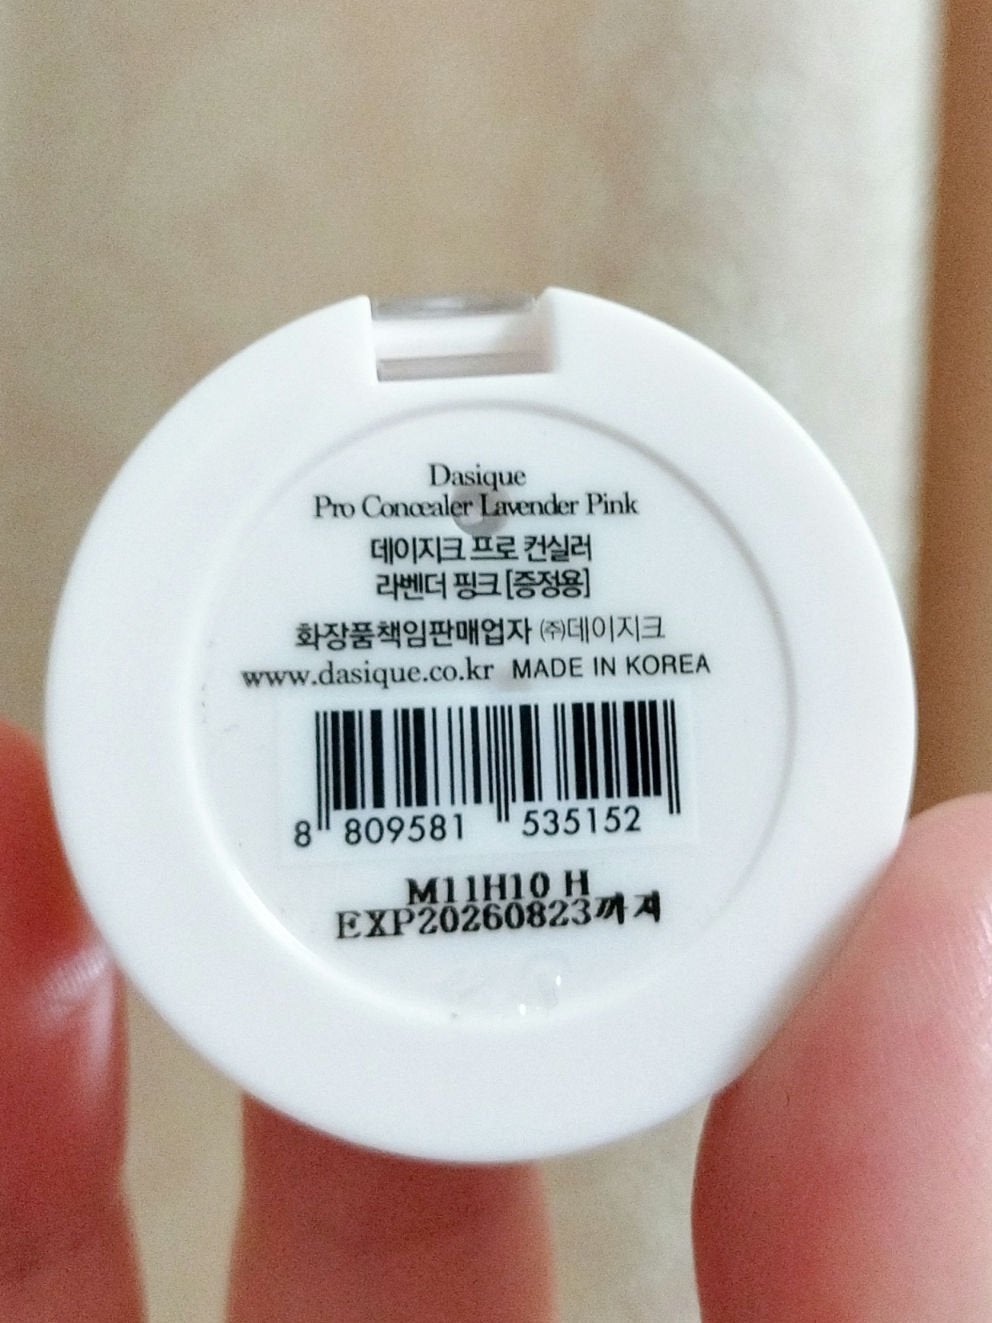 Dasique
Pro Concealer Lavender Pink
데이지크 프로 컨실러
라벤더 핑크[증정용]
화장품책임판매업자 ㈜데이지크
www.dasique.co.kr MADE IN KOREA
8 809581 535152
M11H10 H
EXP20260823까지